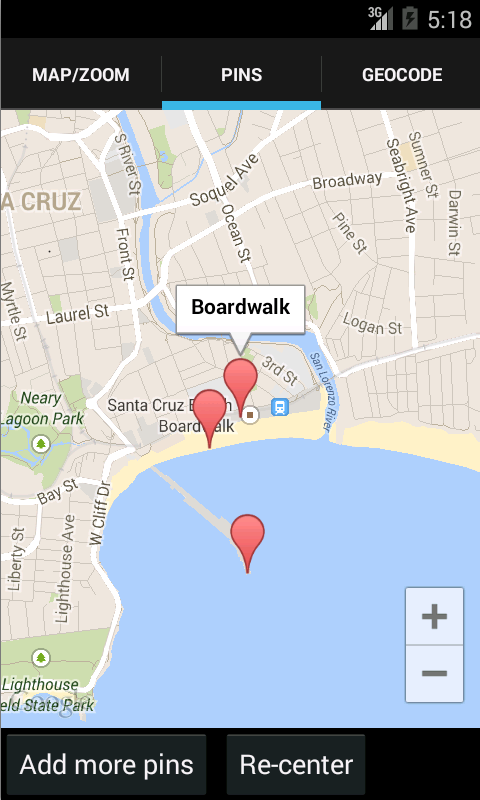 3G 5:18
MAP/ZOOM PINS GEOCODE
S River St
Soquel Ave
Broadway
Seabright Ave
Sumner St
Darwin St
A CRUZ
Front St
Ocean St
Pine St
Myrtle St
Laurel St
Boardwalk
Logan St
3rd St
San Lorenzo River
Neary
Lagoon Park
Santa Cruz Beach
Boardwalk
Bay St
W Cliff Dr
Liberty St
Lighthouse Ave
+
−
Lighthouse
eld State Park
Google
Add more pins Re-center